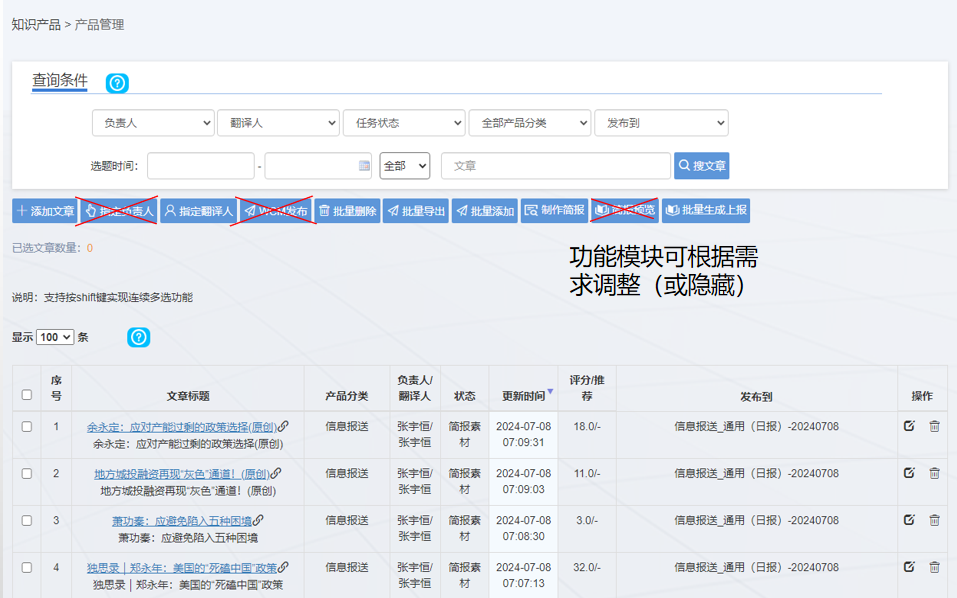 知识产品 > 产品管理
查询条件
负责人 翻译人 任务状态 全部产品分类 发布到
选题时间： - 全部 文章 搜文章
添加文章 指定负责人 指定翻译人 发布 批量删除 批量导出 批量添加 制作简报 预览 批量生成上报
已选文章数量：0
功能模块可根据需
求调整（或隐藏）
说明：支持按shift键实现连续多选功能
显示 100 条
序号 文章标题 产品分类 负责人/翻译人 状态 更新时间 评分/推荐 发布到 操作
1 余永定：应对产能过剩的政策选择(原创) 信息报送 张宇恒/ 简报素 2024-07-08 18.0/- 信息报送_通用（日报）-20240708
余永定：应对产能过剩的政策选择(原创) 张宇恒 材 07:09:31
2 地方城投融资再现“灰色”通道！(原创) 信息报送 张宇恒/ 简报素 2024-07-08 11.0/- 信息报送_通用（日报）-20240708
地方城投融资再现“灰色”通道！(原创) 张宇恒 材 07:09:03
3 萧功秦：应避免陷入五种困境 信息报送 张宇恒/ 简报素 2024-07-08 3.0/- 信息报送_通用（日报）-20240708
萧功秦：应避免陷入五种困境 张宇恒 材 07:08:30
4 独思录｜郑永年：美国的“死磕中国”政策 信息报送 张宇恒/ 简报素 2024-07-08 32.0/- 信息报送_通用（日报）-20240708
独思录｜郑永年：美国的“死磕中国”政策 张宇恒 材 07:07:13